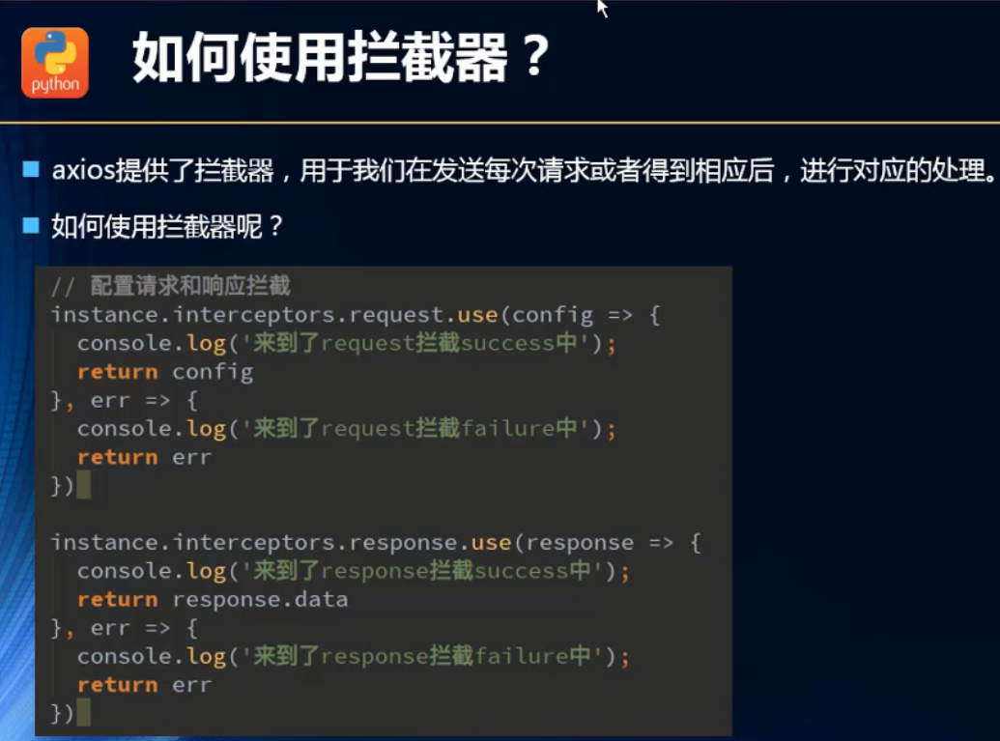 python
如何使用拦截器？
axios提供了拦截器，用于我们在发送每次请求或者得到相应后，进行对应的处理。
如何使用拦截器呢？
// 配置请求和响应拦截
instance.interceptors.request.use(config => {
  console.log('来到了request拦截success中');
  return config
}, err => {
  console.log('来到了request拦截failure中');
  return err
})
instance.interceptors.response.use(response => {
  console.log('来到了response拦截success中');
  return response.data
}, err => {
  console.log('来到了response拦截failure中');
  return err
})